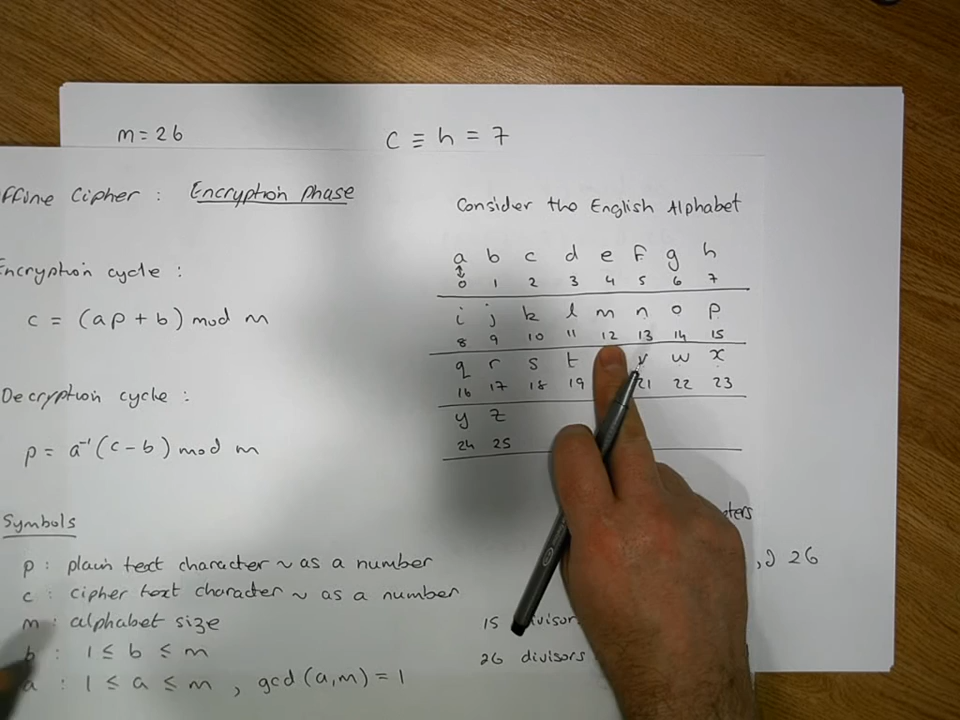 m = 26
c ≡ h = 7
ffine Cipher : Encryption phase
Encryption cycle :
c = (ap + b) mod m
Decryption cycle :
p = a⁻¹ (c - b) mod m
Symbols
p : plain text character ~ as a number
c : cipher text character ~ as a number
m : alphabet size
b : 1 ≤ b ≤ m
a : 1 ≤ a ≤ m , gcd (a,m) = 1
Consider the English Alphabet
a b c d e f g h
↕
0 1 2 3 4 5 6 7
i j k l m n o p
8 9 10 11 12 13 14 15
q r s t v w x
16 17 18 19 21 22 23
y z
24 25
26
15
26 divisors